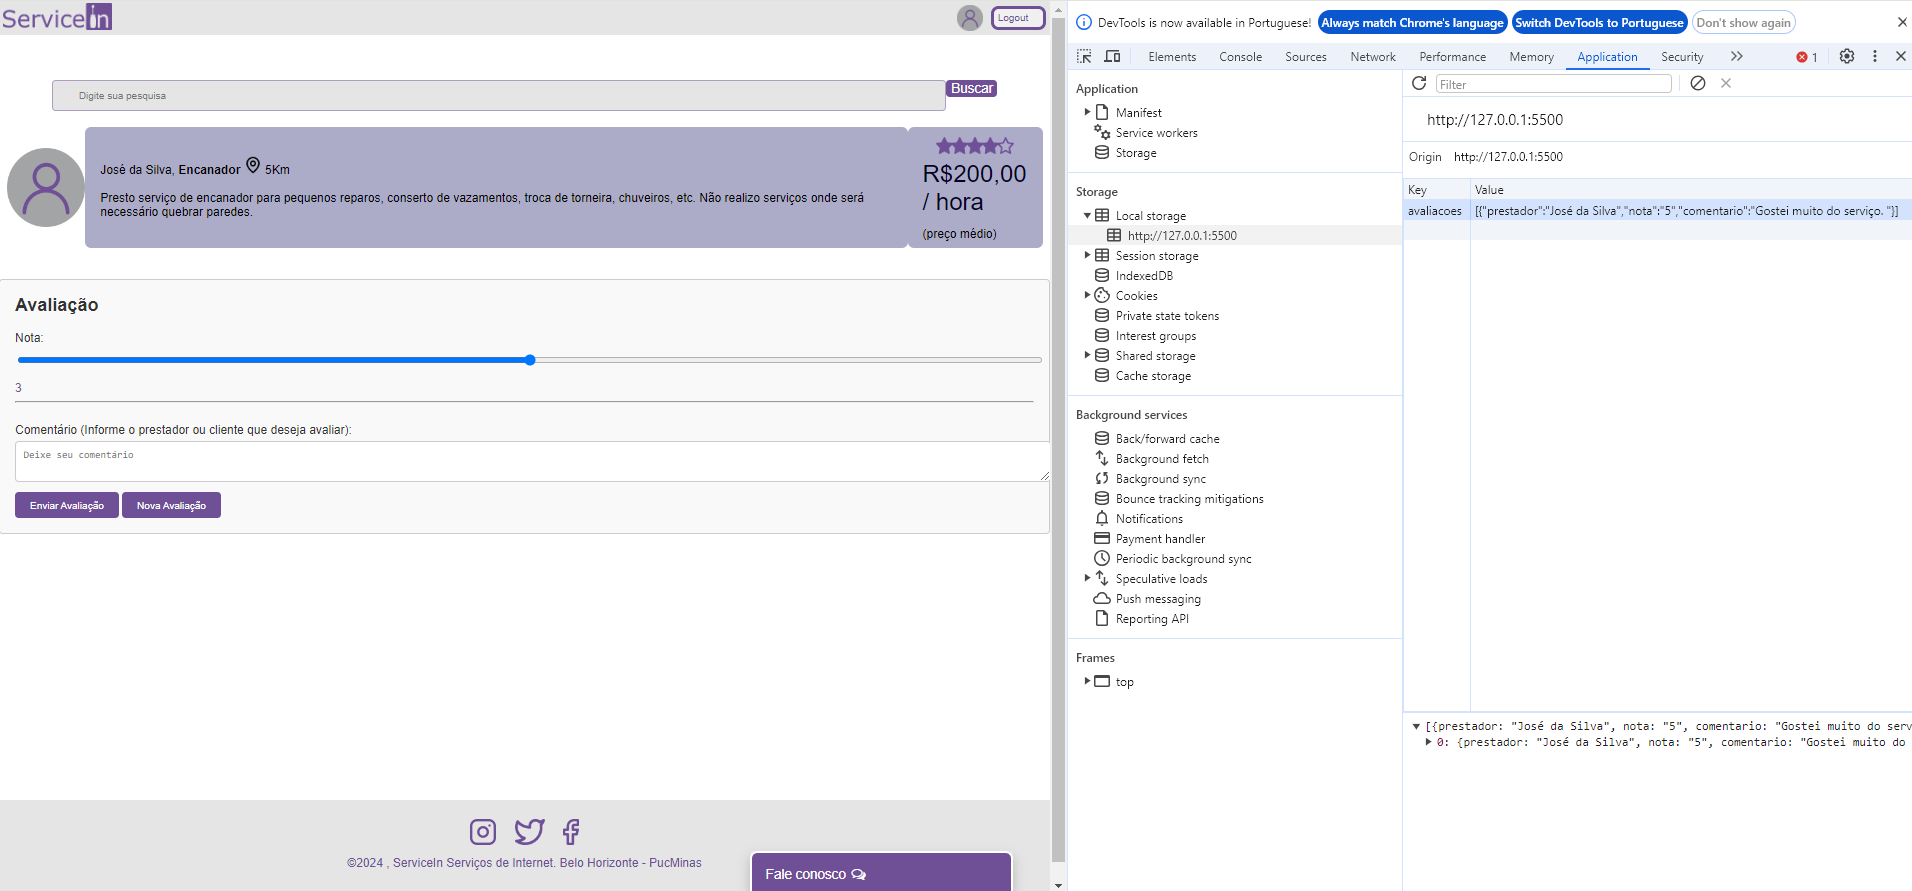 ServiceIn
Logout
Digite sua pesquisa
Buscar
José da Silva, Encanador 5Km
Presto serviço de encanador para pequenos reparos, conserto de vazamentos, troca de torneira, chuveiros, etc. Não realizo serviços onde será
necessário quebrar paredes.
R$200,00
/ hora
(preço médio)
Avaliação
Nota:
3
Comentário (Informe o prestador ou cliente que deseja avaliar):
Deixe seu comentário
Enviar Avaliação
Nova Avaliação
©2024 , ServiceIn Serviços de Internet. Belo Horizonte - PucMinas
Fale conosco
DevTools is now available in Portuguese!
Always match Chrome's language
Switch DevTools to Portuguese
Don't show again
Elements
Console
Sources
Network
Performance
Memory
Application
Security
1
Application
Manifest
Service workers
Storage
Storage
Local storage
http://127.0.0.1:5500
Session storage
IndexedDB
Cookies
Private state tokens
Interest groups
Shared storage
Cache storage
Background services
Back/forward cache
Background fetch
Background sync
Bounce tracking mitigations
Notifications
Payment handler
Periodic background sync
Speculative loads
Push messaging
Reporting API
Frames
top
Filter
http://127.0.0.1:5500
Origin http://127.0.0.1:5500
Key Value
avaliacoes [{"prestador":"José da Silva","nota":"5","comentario":"Gostei muito do serviço. "}]
[{prestador: "José da Silva", nota: "5", comentario: "Gostei muito do serv
0: {prestador: "José da Silva", nota: "5", comentario: "Gostei muito do